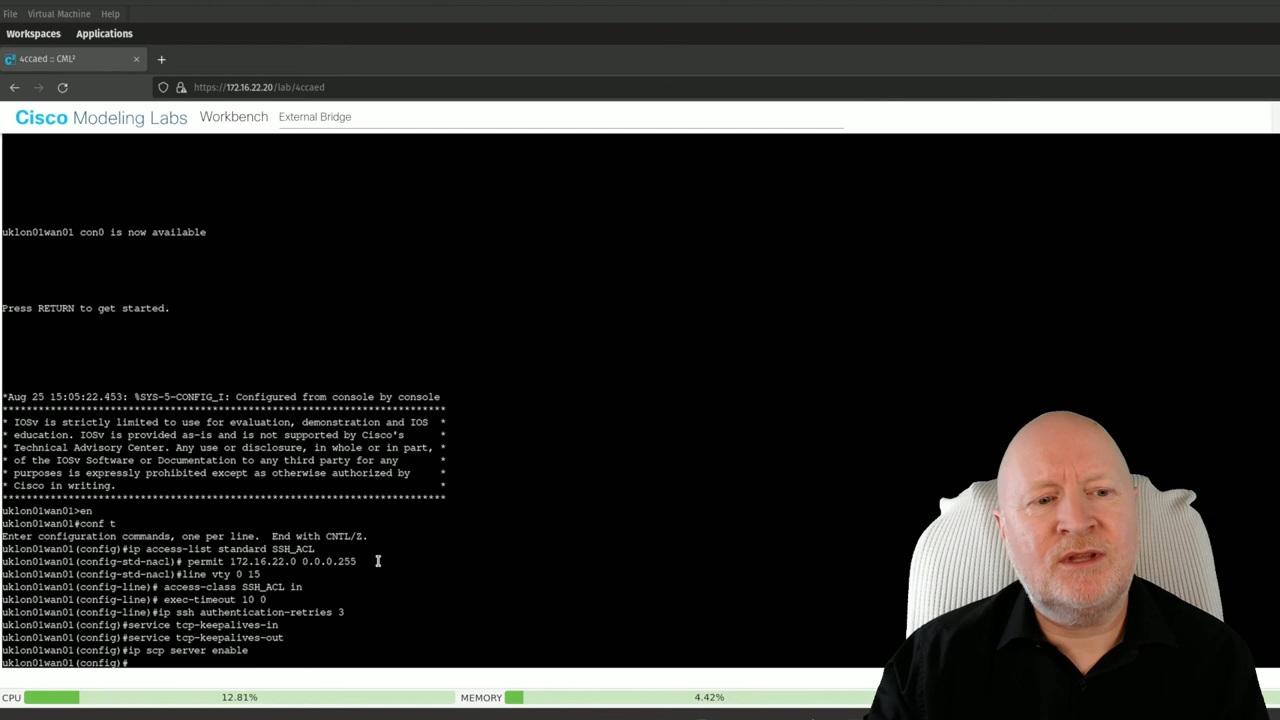 File Virtual Machine Help
Workspaces Applications
4ccaed :: CML²
https://172.16.22.20/lab/4ccaed
Cisco Modeling Labs Workbench External Bridge
uklon01wan01 con0 is now available
Press RETURN to get started.
*Aug 25 15:05:22.453: %SYS-5-CONFIG_I: Configured from console by console
**************************************************************************
* IOSv is strictly limited to use for evaluation, demonstration and IOS *
* education. IOSv is provided as-is and is not supported by Cisco's *
* Technical Advisory Center. Any use or disclosure, in whole or in part, *
* of the IOSv Software or Documentation to any third party for any *
* purposes is expressly prohibited except as otherwise authorized by *
* Cisco in writing. *
**************************************************************************
uklon01wan01>en
uklon01wan01#conf t
Enter configuration commands, one per line. End with CNTL/Z.
uklon01wan01(config)#ip access-list standard SSH_ACL
uklon01wan01(config-std-nacl)# permit 172.16.22.0 0.0.0.255
uklon01wan01(config-std-nacl)#line vty 0 15
uklon01wan01(config-line)# access-class SSH_ACL in
uklon01wan01(config-line)# exec-timeout 10 0
uklon01wan01(config-line)#ip ssh authentication-retries 3
uklon01wan01(config)#service tcp-keepalives-in
uklon01wan01(config)#service tcp-keepalives-out
uklon01wan01(config)#ip scp server enable
uklon01wan01(config)#
CPU 12.81% MEMORY 4.42%